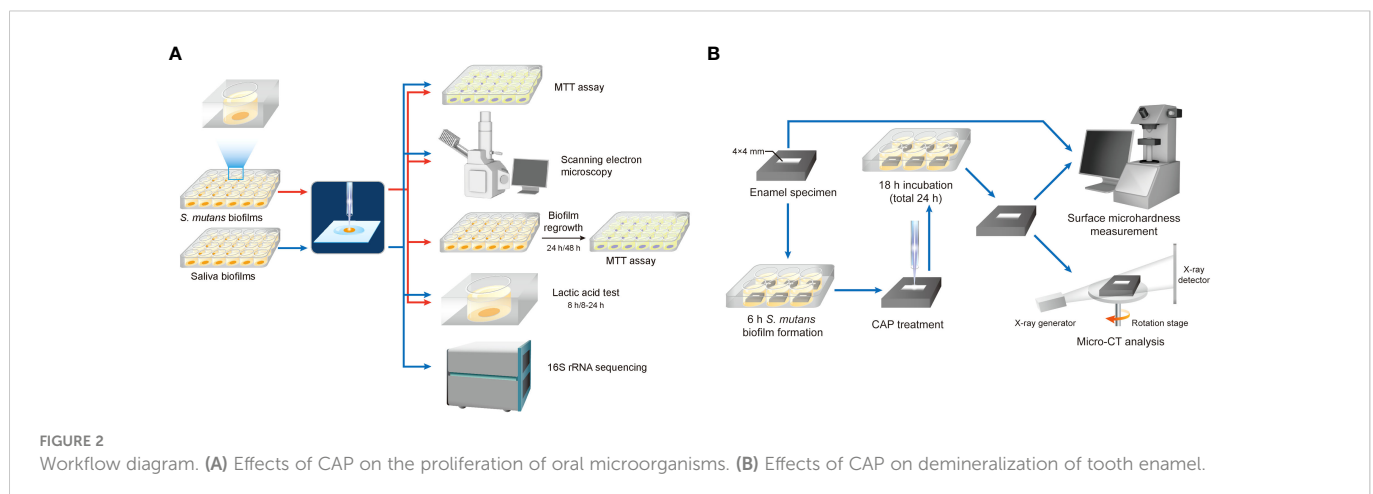 A
MTT assay
Scanning electron
microscopy
S. mutans biofilms
Biofilm
regrowth
24 h/48 h
Saliva biofilms
MTT assay
Lactic acid test
8 h/8-24 h
16S rRNA sequencing
B
4×4 mm
Enamel specimen
18 h incubation
(total 24 h)
Surface microhardness
measurement
6 h S. mutans
biofilm formation
CAP treatment
X-ray
detector
X-ray generator
Rotation stage
Micro-CT analysis
FIGURE 2
Workflow diagram. (A) Effects of CAP on the proliferation of oral microorganisms. (B) Effects of CAP on demineralization of tooth enamel.